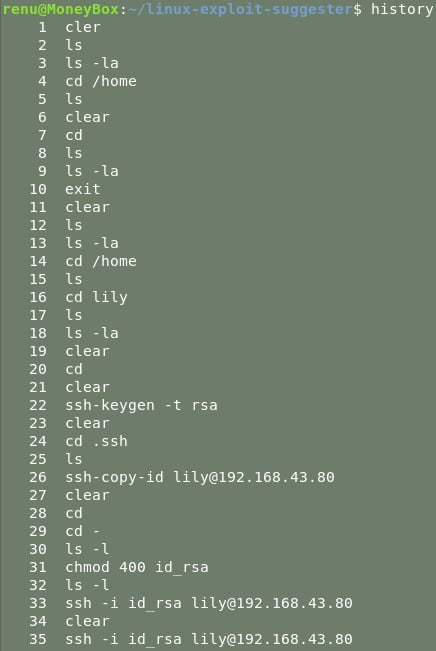 renu@MoneyBox:~/linux-exploit-suggester$ history
1 cler
2 ls
3 ls -la
4 cd /home
5 ls
6 clear
7 cd
8 ls
9 ls -la
10 exit
11 clear
12 ls
13 ls -la
14 cd /home
15 ls
16 cd lily
17 ls
18 ls -la
19 clear
20 cd
21 clear
22 ssh-keygen -t rsa
23 clear
24 cd .ssh
25 ls
26 ssh-copy-id lily@192.168.43.80
27 clear
28 cd
29 cd -
30 ls -l
31 chmod 400 id_rsa
32 ls -l
33 ssh -i id_rsa lily@192.168.43.80
34 clear
35 ssh -i id_rsa lily@192.168.43.80